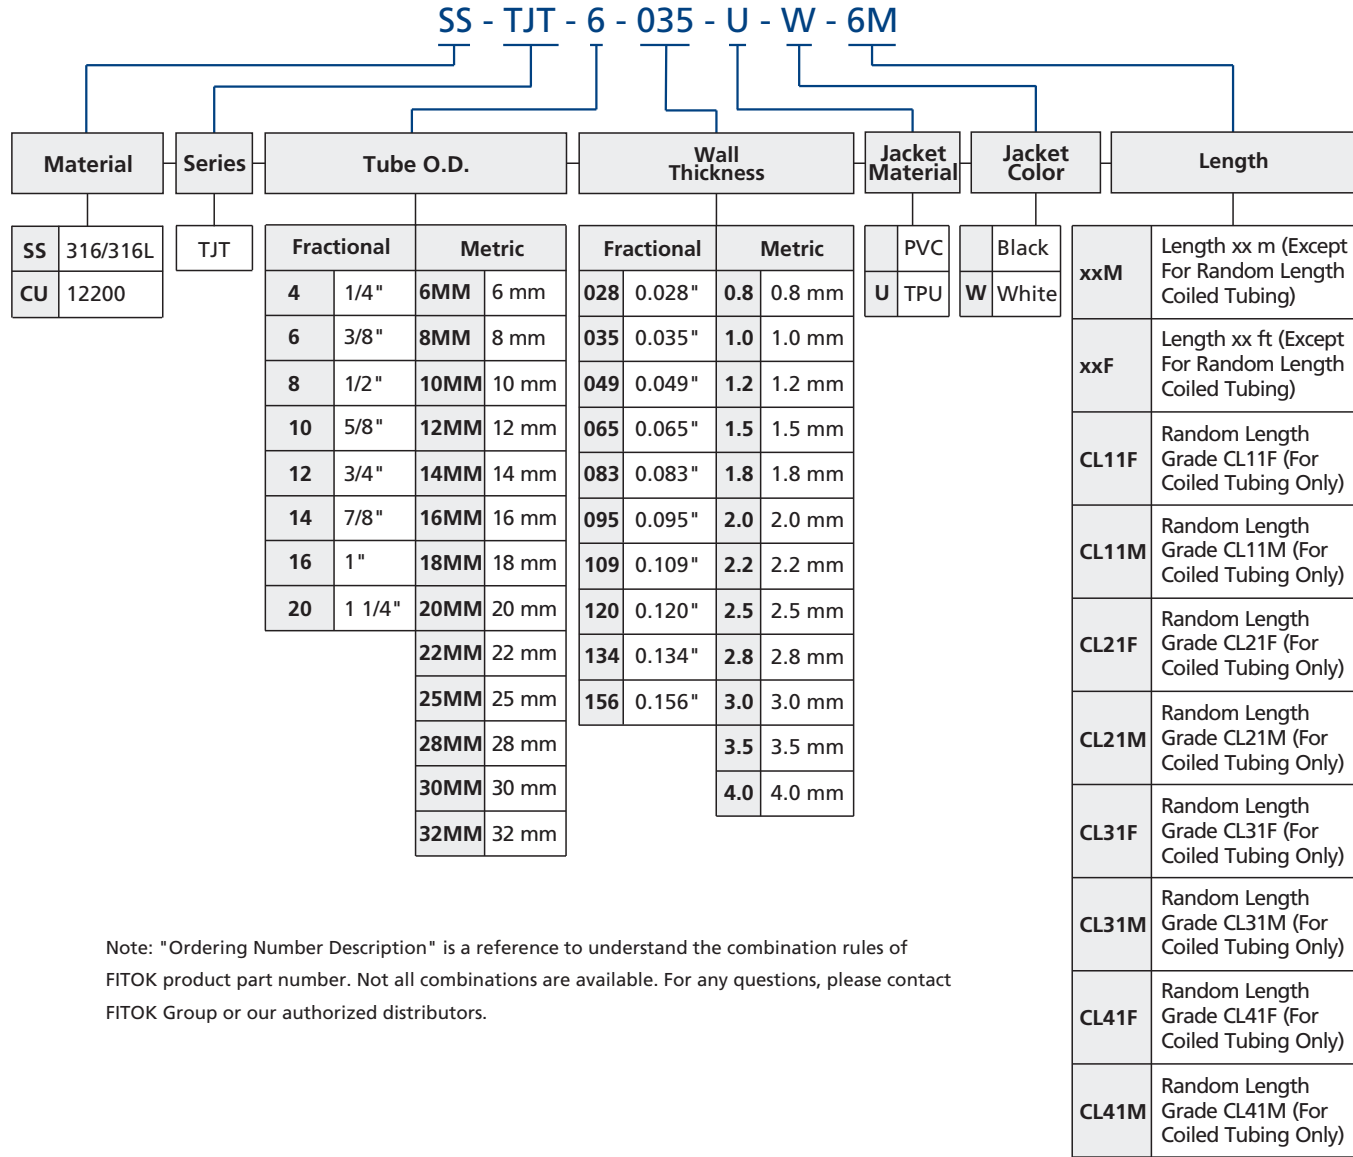 SS - TJT - 6 - 035 - U - W - 6M
Material
Series
Tube O.D.
Wall
Thickness
Jacket
Material
Jacket
Color
Length
SS 316/316L
CU 12200
TJT
Fractional Metric
4 1/4" 6MM 6 mm
6 3/8" 8MM 8 mm
8 1/2" 10MM 10 mm
10 5/8" 12MM 12 mm
12 3/4" 14MM 14 mm
14 7/8" 16MM 16 mm
16 1" 18MM 18 mm
20 1 1/4" 20MM 20 mm
22MM 22 mm
25MM 25 mm
28MM 28 mm
30MM 30 mm
32MM 32 mm
Fractional Metric
028 0.028" 0.8 0.8 mm
035 0.035" 1.0 1.0 mm
049 0.049" 1.2 1.2 mm
065 0.065" 1.5 1.5 mm
083 0.083" 1.8 1.8 mm
095 0.095" 2.0 2.0 mm
109 0.109" 2.2 2.2 mm
120 0.120" 2.5 2.5 mm
134 0.134" 2.8 2.8 mm
156 0.156" 3.0 3.0 mm
3.5 3.5 mm
4.0 4.0 mm
PVC
U TPU
Black
W White
xxM
Length xx m (Except
For Random Length
Coiled Tubing)
xxF
Length xx ft (Except
For Random Length
Coiled Tubing)
CL11F
Random Length
Grade CL11F (For
Coiled Tubing Only)
CL11M
Random Length
Grade CL11M (For
Coiled Tubing Only)
CL21F
Random Length
Grade CL21F (For
Coiled Tubing Only)
CL21M
Random Length
Grade CL21M (For
Coiled Tubing Only)
CL31F
Random Length
Grade CL31F (For
Coiled Tubing Only)
CL31M
Random Length
Grade CL31M (For
Coiled Tubing Only)
CL41F
Random Length
Grade CL41F (For
Coiled Tubing Only)
CL41M
Random Length
Grade CL41M (For
Coiled Tubing Only)
Note: "Ordering Number Description" is a reference to understand the combination rules of
FITOK product part number. Not all combinations are available. For any questions, please contact
FITOK Group or our authorized distributors.